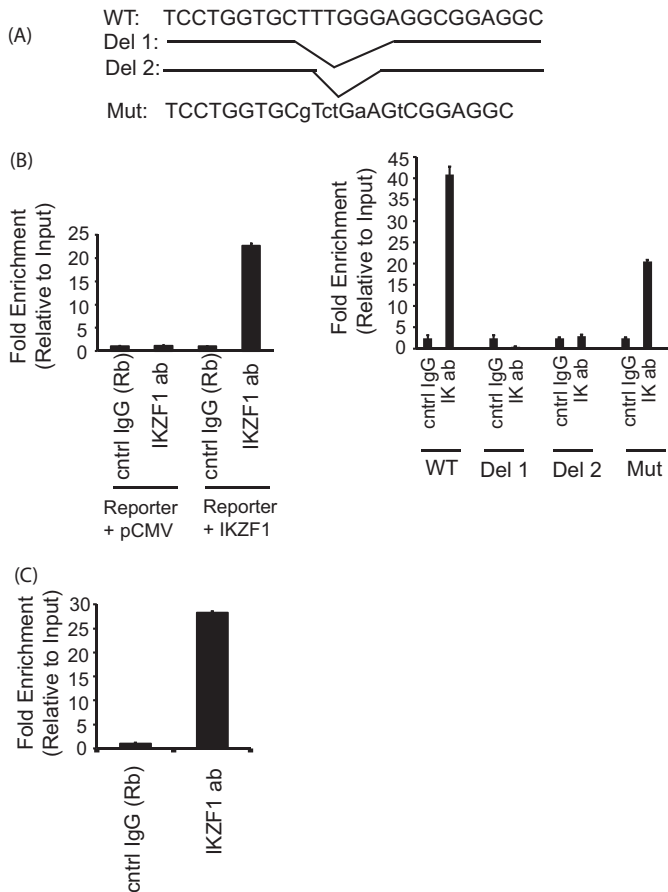 (A)
WT: TCCTGGTGCTTTGGGAGGCGGAGGC
Del 1:
Del 2:
Mut: TCCTGGTGCgTctGaAGtCGGAGGC
(B)
Fold Enrichment
(Relative to Input)
25
20
15
10
5
0
cntrl IgG (Rb)
IKZF1 ab
cntrl IgG (Rb)
IKZF1 ab
Reporter
+ pCMV
Reporter
+ IKZF1
Fold Enrichment
(Relative to Input)
45
40
35
30
25
20
15
10
5
0
cntrl IgG
IK ab
cntrl IgG
IK ab
cntrl IgG
IK ab
cntrl IgG
IK ab
WT
Del 1
Del 2
Mut
(C)
Fold Enrichment
(Relative to Input)
30
25
20
15
10
5
0
cntrl IgG (Rb)
IKZF1 ab